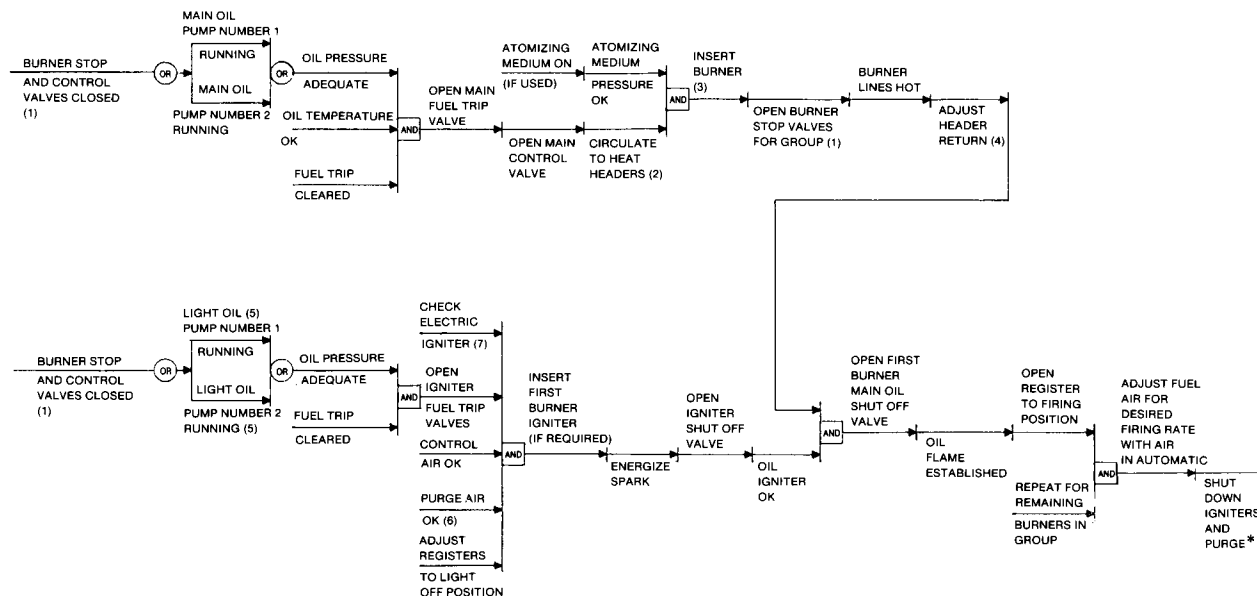 MAIN OIL
PUMP NUMBER 1
RUNNING
BURNER STOP
AND CONTROL
VALVES CLOSED
(1)
OR
MAIN OIL
PUMP NUMBER 2
RUNNING
OR
OIL PRESSURE
ADEQUATE
OIL TEMPERATURE
OK
FUEL TRIP
CLEARED
AND
OPEN MAIN
FUEL TRIP
VALVE
ATOMIZING
MEDIUM ON
(IF USED)
ATOMIZING
MEDIUM
PRESSURE
OK
OPEN MAIN
CONTROL
VALVE
CIRCULATE
TO HEAT
HEADERS (2)
AND
INSERT
BURNER
(3)
OPEN BURNER
STOP VALVES
FOR GROUP (1)
BURNER
LINES HOT
ADJUST
HEADER
RETURN (4)
LIGHT OIL (5)
PUMP NUMBER 1
RUNNING
BURNER STOP
AND CONTROL
VALVES CLOSED
(1)
OR
LIGHT OIL
PUMP NUMBER 2
RUNNING (5)
OR
OIL PRESSURE
ADEQUATE
FUEL TRIP
CLEARED
AND
CHECK
ELECTRIC
IGNITER (7)
OPEN
IGNITER
FUEL TRIP
VALVES
CONTROL
AIR OK
PURGE AIR
OK (6)
ADJUST
REGISTERS
TO LIGHT
OFF POSITION
AND
INSERT
FIRST
BURNER
IGNITER
(IF REQUIRED)
ENERGIZE
SPARK
OPEN
IGNITER
SHUT OFF
VALVE
OIL
IGNITER
OK
AND
OPEN FIRST
BURNER
MAIN OIL
SHUT OFF
VALVE
OIL
FLAME
ESTABLISHED
OPEN
REGISTER
TO FIRING
POSITION
REPEAT FOR
REMAINING
BURNERS IN
GROUP
AND
ADJUST FUEL
AIR FOR
DESIRED
FIRING RATE
WITH AIR
IN AUTOMATIC
SHUT
DOWN
IGNITERS
AND
PURGE*